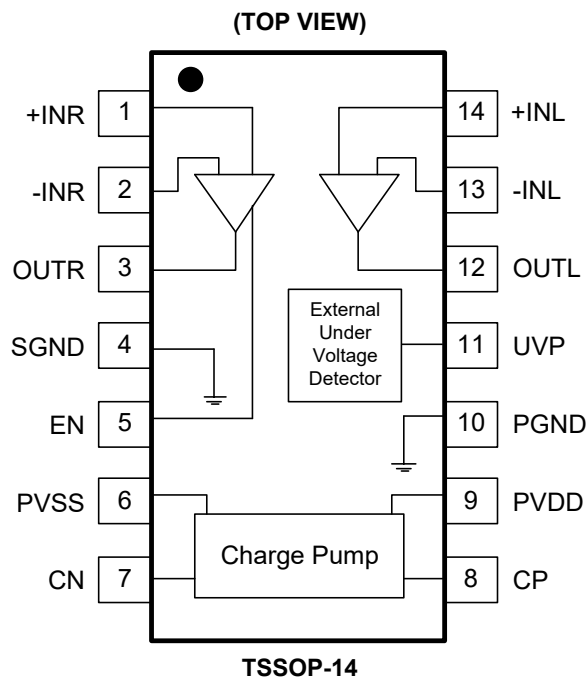 (TOP VIEW)
+INR 1 14 +INL
-INR 2 13 -INL
OUTR 3 12 OUTL
External
Under
Voltage
Detector
SGND 4 11 UVP
EN 5 10 PGND
PVSS 6 9 PVDD
Charge Pump
CN 7 8 CP
TSSOP-14